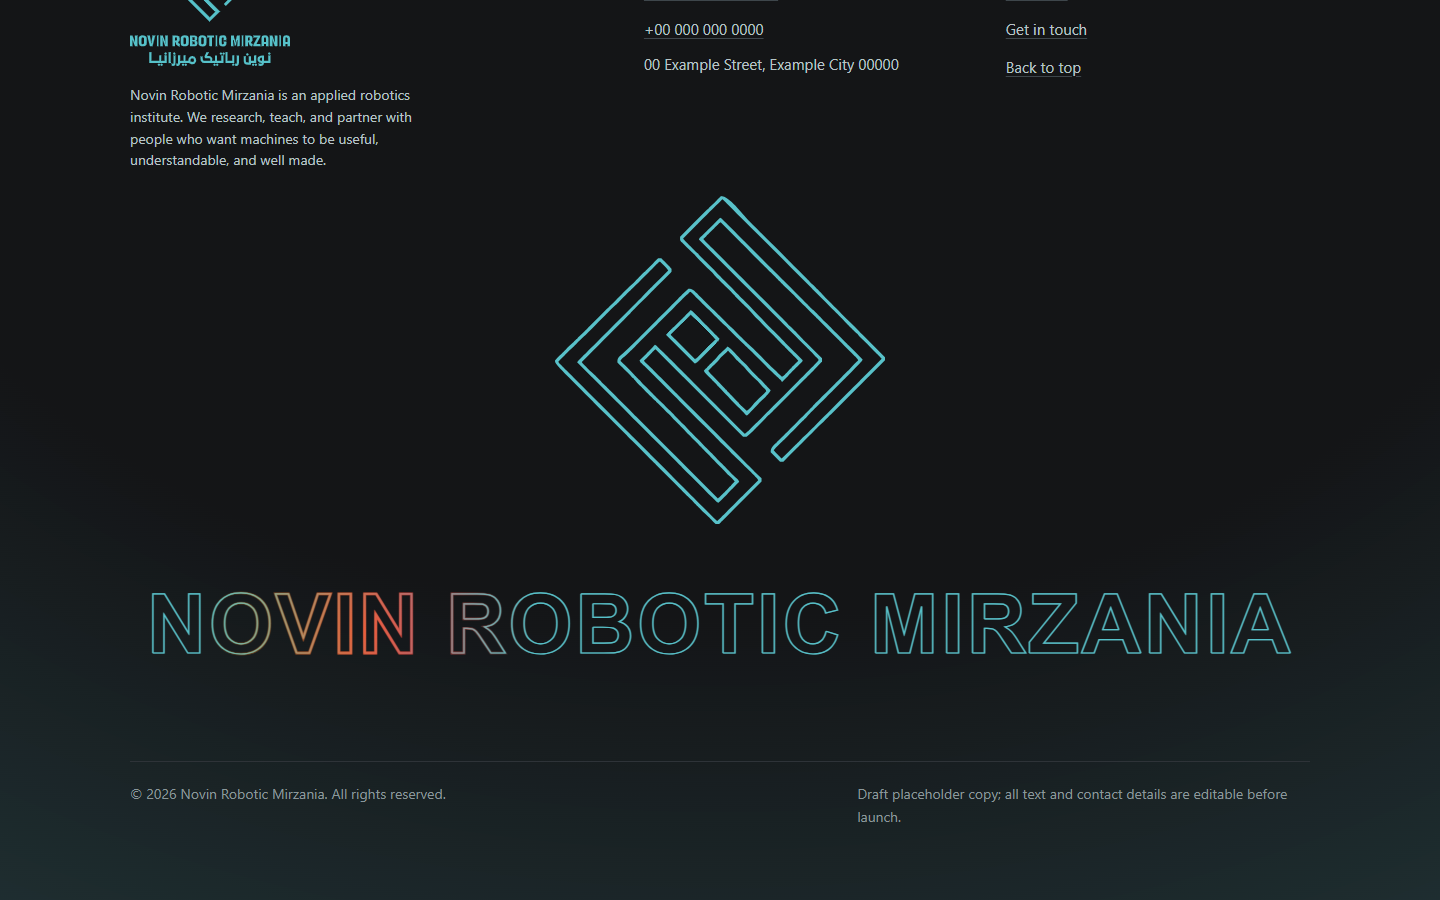 NOVIN ROBOTIC MIRZANIA
نوین رباتیک میرزانیا
Novin Robotic Mirzania is an applied robotics
institute. We research, teach, and partner with
people who want machines to be useful,
understandable, and well made.
+00 000 000 0000
00 Example Street, Example City 00000
Get in touch
Back to top
NOVIN ROBOTIC MIRZANIA
© 2026 Novin Robotic Mirzania. All rights reserved.
Draft placeholder copy; all text and contact details are editable before
launch.